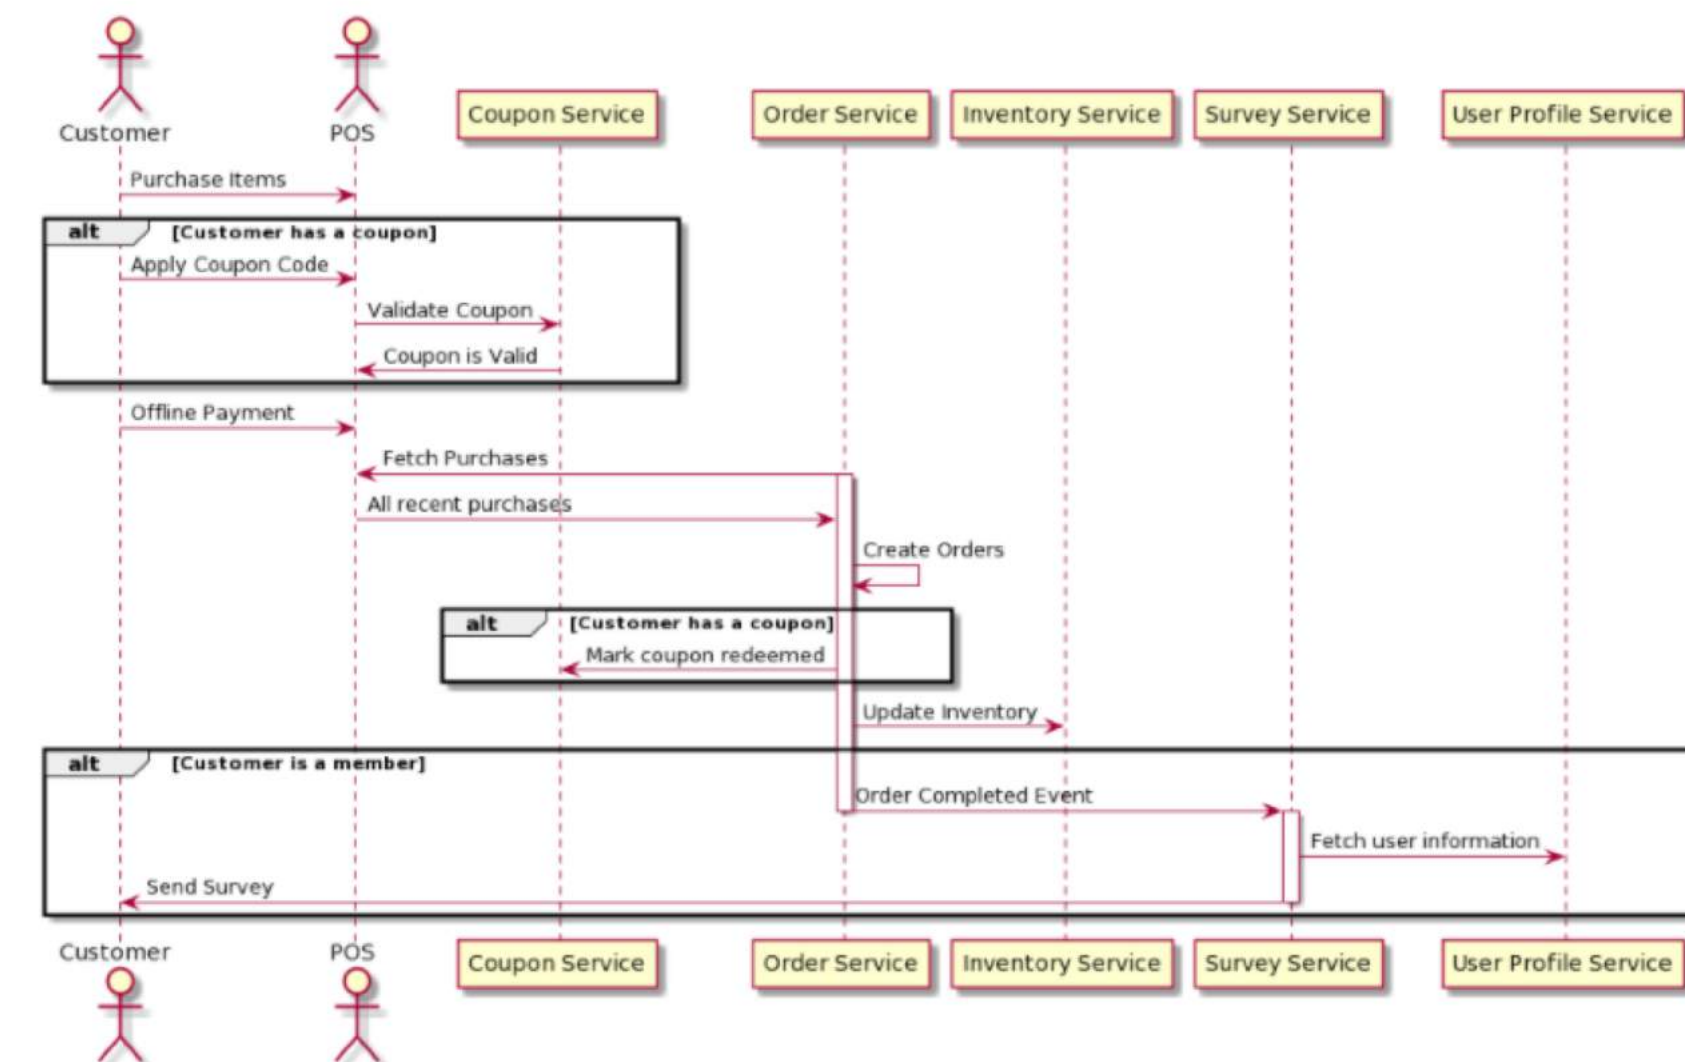 Customer
POS
Coupon Service
Order Service
Inventory Service
Survey Service
User Profile Service
Purchase Items
alt [Customer has a coupon]
Apply Coupon Code
Validate Coupon
Coupon is Valid
Offline Payment
Fetch Purchases
All recent purchases
Create Orders
alt [Customer has a coupon]
Mark coupon redeemed
Update Inventory
alt [Customer is a member]
Order Completed Event
Fetch user information
Send Survey
Customer
POS
Coupon Service
Order Service
Inventory Service
Survey Service
User Profile Service